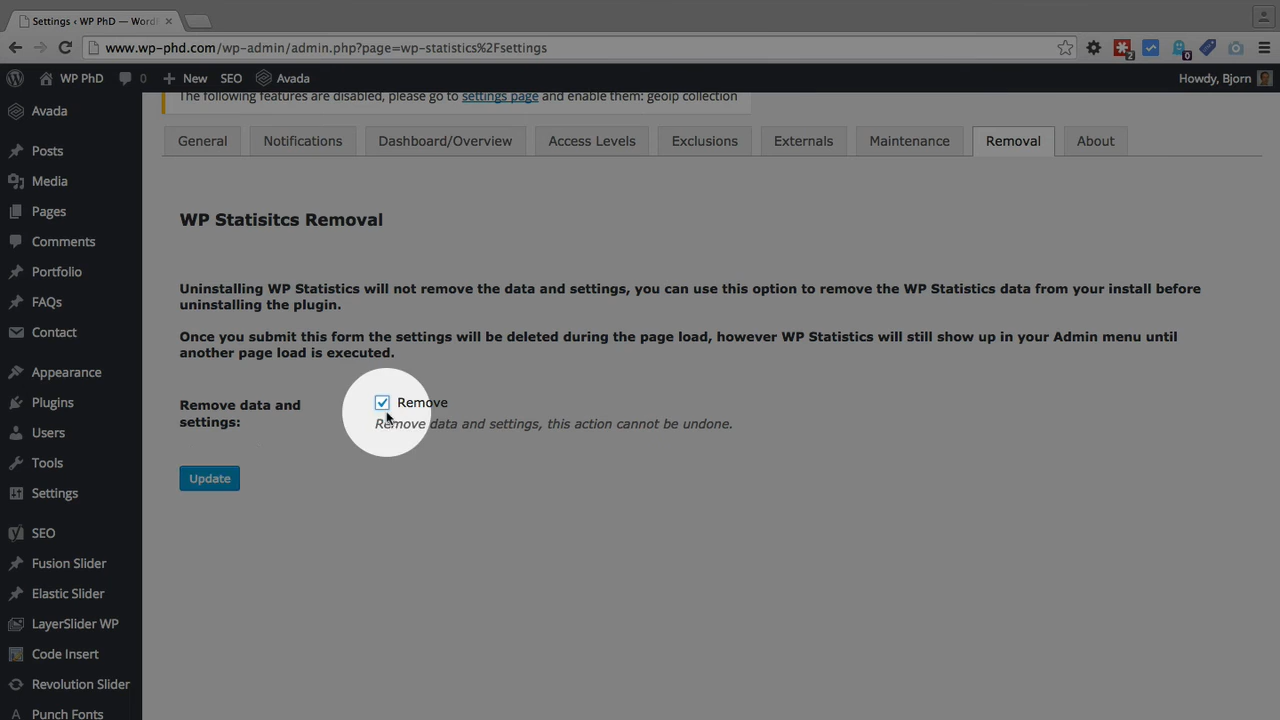 Settings ‹ WP PhD — Word
www.wp-phd.com/wp-admin/admin.php?page=wp-statistics%2Fsettings
2
0
WP PhD
0
New
SEO
Avada
Howdy, Bjorn
The following features are disabled, please go to settings page and enable them: geoip collection
Avada
Posts
Media
Pages
Comments
Portfolio
FAQs
Contact
Appearance
Plugins
Users
Tools
Settings
SEO
Fusion Slider
Elastic Slider
LayerSlider WP
Code Insert
Revolution Slider
Punch Fonts
General
Notifications
Dashboard/Overview
Access Levels
Exclusions
Externals
Maintenance
Removal
About
WP Statisitcs Removal
Uninstalling WP Statistics will not remove the data and settings, you can use this option to remove the WP Statistics data from your install before
uninstalling the plugin.
Once you submit this form the settings will be deleted during the page load, however WP Statistics will still show up in your Admin menu until
another page load is executed.
Remove data and
settings:
Remove
Remove data and settings, this action cannot be undone.
Update